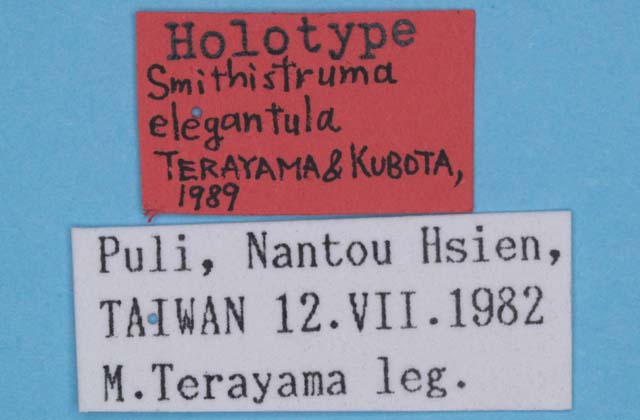 Holotype
Smithistruma
elegantula
TERAYAMA & KUBOTA,
1989
Puli, Nantou Hsien,
TAIWAN 12.VII.1982
M.Terayama leg.